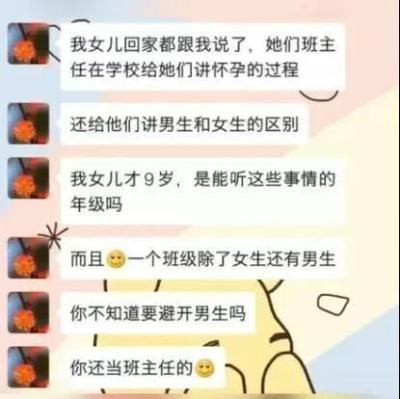 我女儿回家都跟我说了，她们班主
任在学校给她们讲怀孕的过程
还给他们讲男生和女生的区别
我女儿才9岁，是能听这些事情的
年级吗
而且😊一个班级除了女生还有男生
你不知道要避开男生吗
你还当班主任的😊